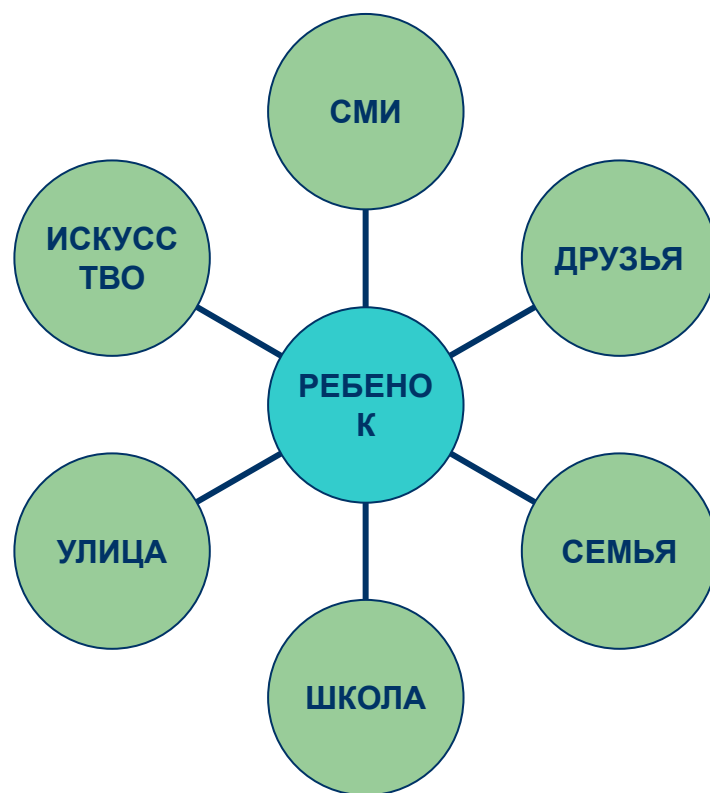 СМИ
ИСКУСС
ТВО
ДРУЗЬЯ
РЕБЕНО
К
УЛИЦА
СЕМЬЯ
ШКОЛА